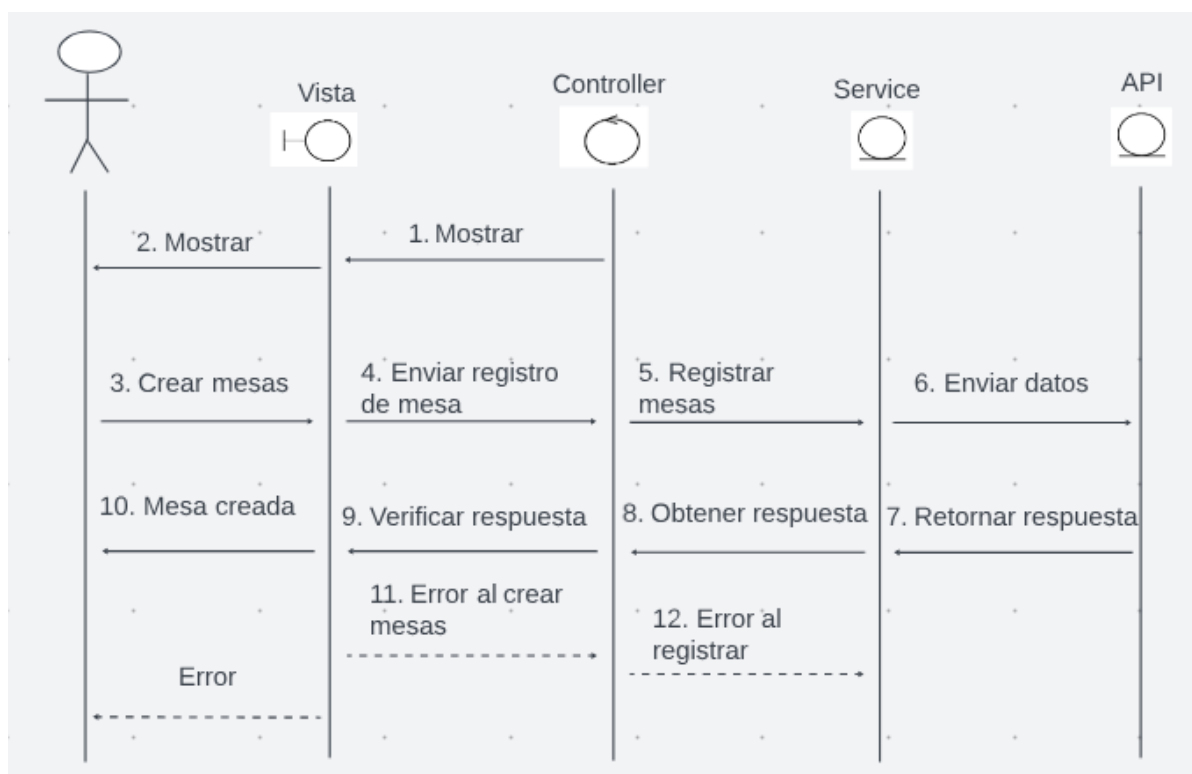 Vista
Controller
Service
API
2. Mostrar
1. Mostrar
3. Crear mesas
4. Enviar registro
de mesa
5. Registrar
mesas
6. Enviar datos
10. Mesa creada
9. Verificar respuesta
8. Obtener respuesta
7. Retornar respuesta
11. Error al crear
mesas
12. Error al
registrar
Error